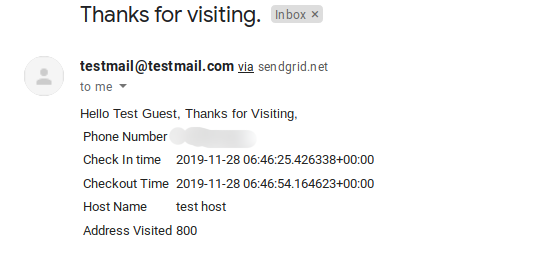 Thanks for visiting. Inbox ×
testmail@testmail.com via sendgrid.net
to me
Hello Test Guest, Thanks for Visiting,
Phone Number
Check In time 2019-11-28 06:46:25.426338+00:00
Checkout Time 2019-11-28 06:46:54.164623+00:00
Host Name test host
Address Visited 800